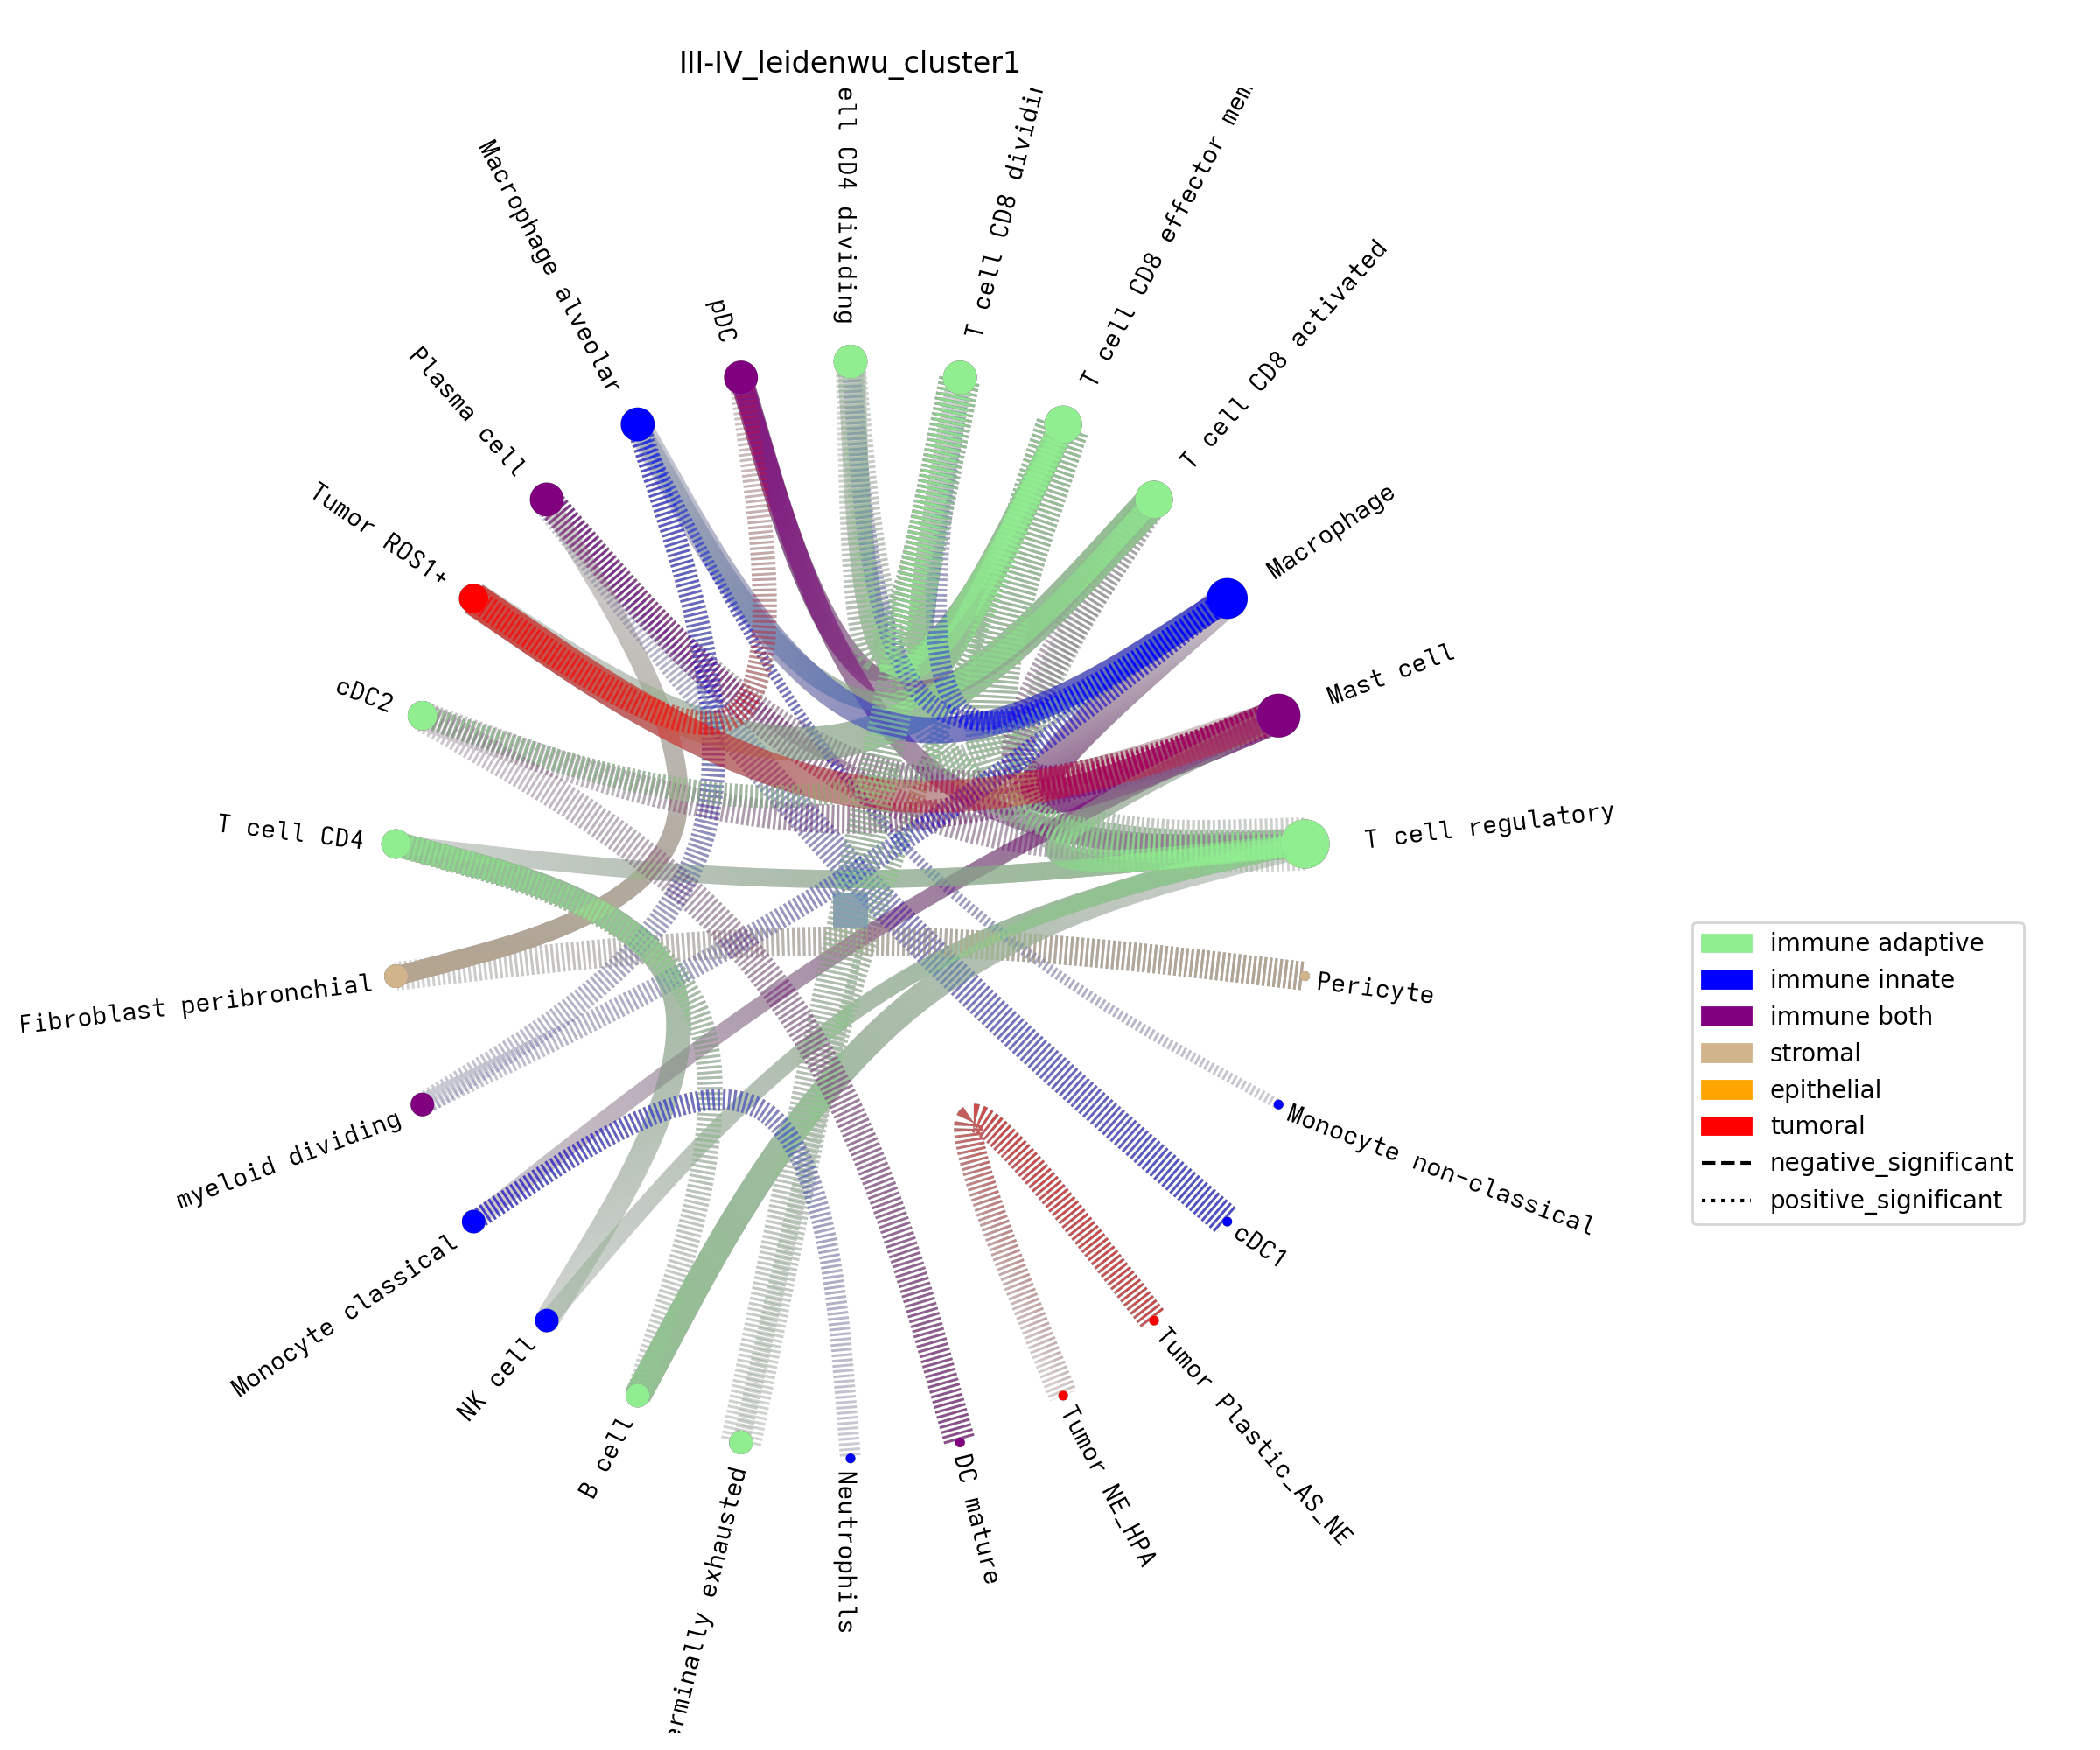 III-IV_leidenwu_cluster1
ell CD4 dividing
T cell CD8 dividi
T cell CD8 effector mem
T cell CD8 activated
Macrophage
Mast cell
T cell regulatory
Pericyte
Monocyte non-classical
cDC1
Tumor Plastic_AS_NE
Tumor NE_HPA
DC mature
Neutrophils
erminally exhausted
B cell
NK cell
Monocyte classical
myeloid dividing
Fibroblast peribronchial
T cell CD4
cDC2
Tumor ROS1+
Plasma cell
Macrophage alveolar
pDC
immune adaptive
immune innate
immune both
stromal
epithelial
tumoral
negative_significant
positive_significant